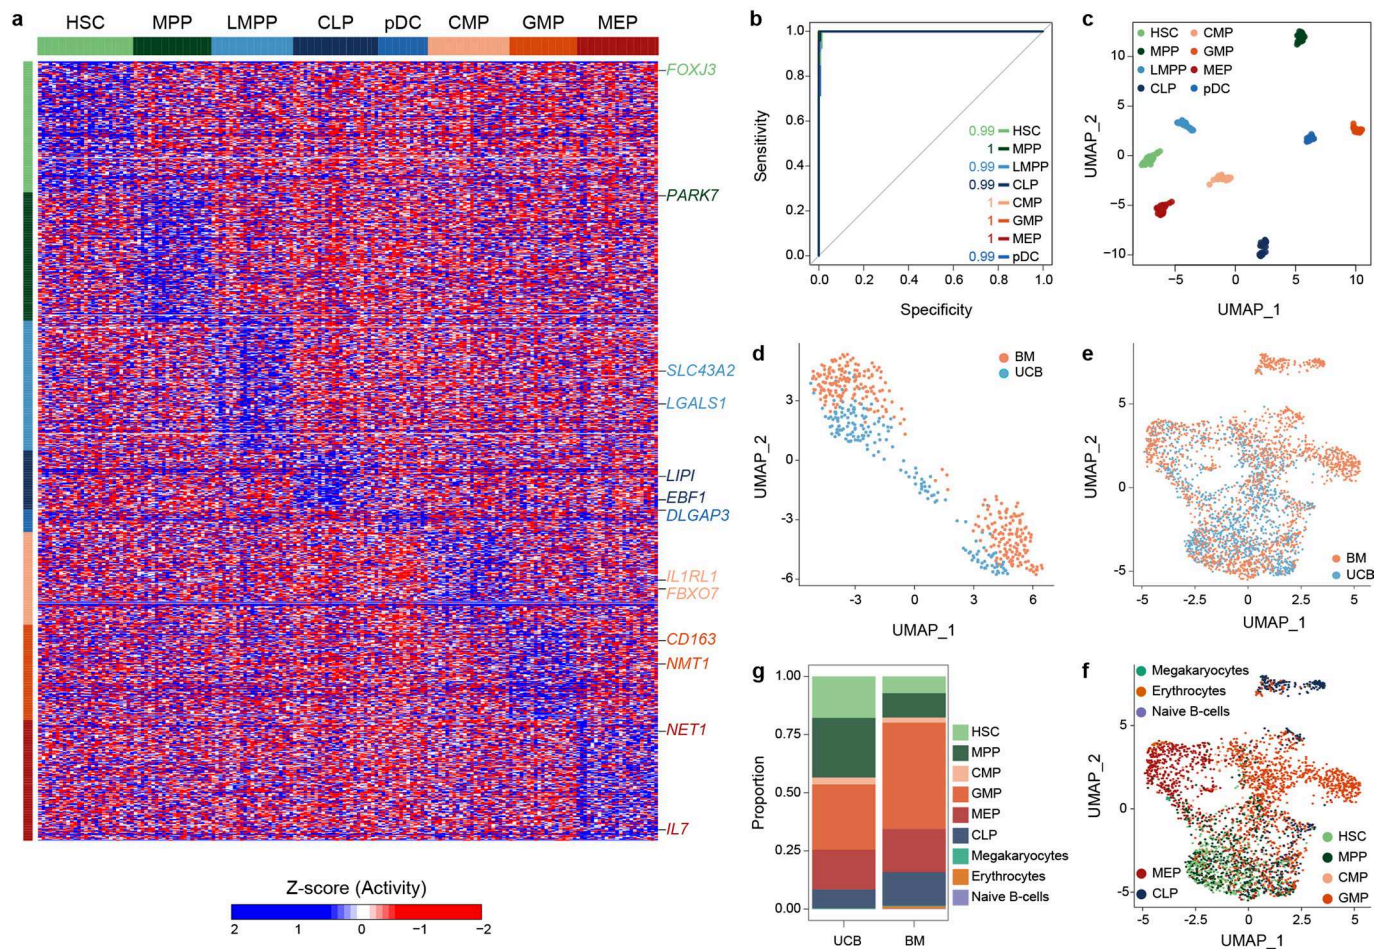 a
HSC MPP LMPP CLP pDC CMP GMP MEP
FOXJ3
PARK7
SLC43A2
LGALS1
LIPI
EBF1
DLGAP3
IL1RL1
FBXO7
CD163
NMT1
NET1
IL7
Z-score (Activity)
2 1 0 -1 -2
b
1.0
0.8
0.6
0.4
0.2
0.0
Sensitivity
0.99 HSC
1 MPP
0.99 LMPP
0.99 CLP
1 CMP
1 GMP
1 MEP
0.99 pDC
0.0 0.2 0.4 0.6 0.8 1.0
Specificity
c
HSC CMP
MPP GMP
LMPP MEP
CLP pDC
10
5
0
−5
−10
UMAP_2
−5 0 5 10
UMAP_1
d
BM
UCB
3
0
-3
-6
UMAP_2
-3 0 3 6
UMAP_1
e
5
0
-5
UMAP_2
BM
UCB
-5 -2.5 0 2.5 5
UMAP_1
g
1.00
0.75
0.50
0.25
0.00
Proportion
UCB BM
HSC
MPP
CMP
GMP
MEP
CLP
Megakaryocytes
Erythrocytes
Naive B-cells
f
Megakaryocytes
Erythrocytes
Naive B-cells
5
0
-5
UMAP_2
HSC
MPP
CMP
GMP
MEP
CLP
-5 -2.5 0 2.5 5
UMAP_1